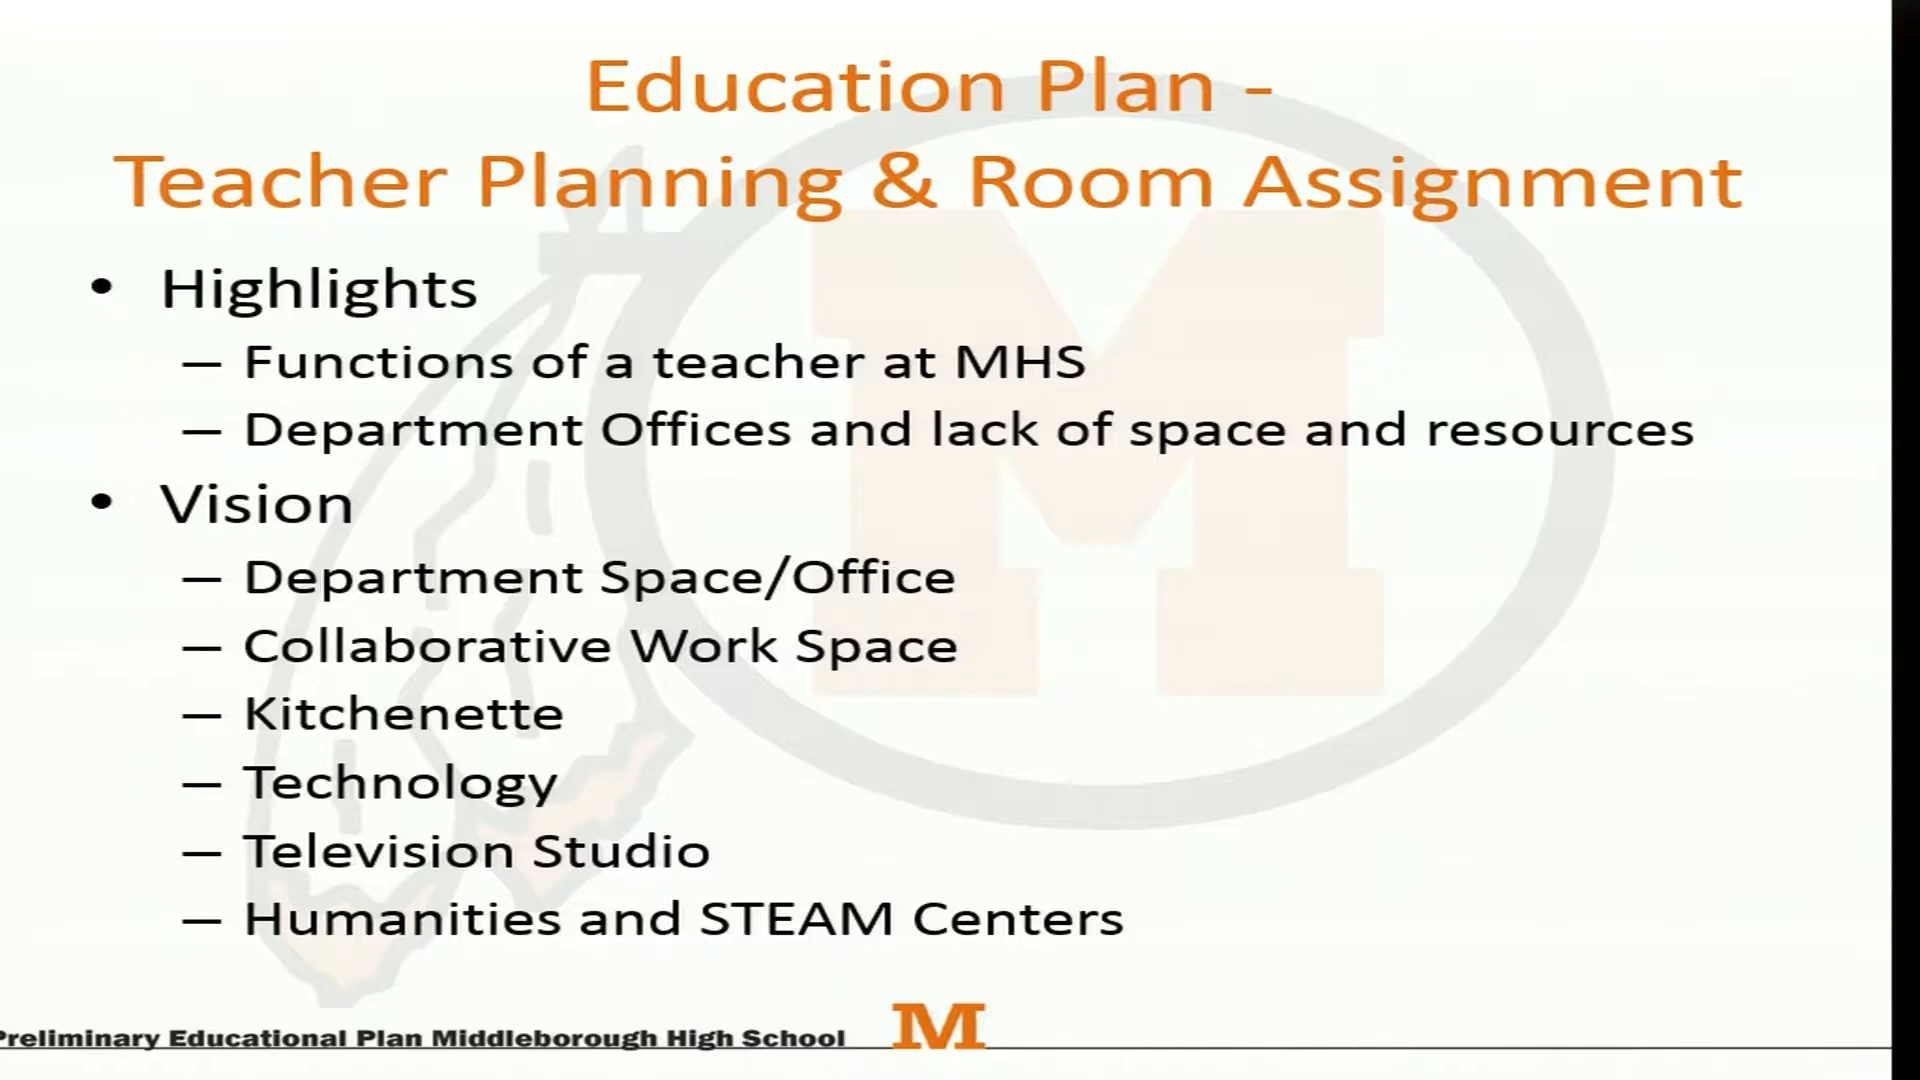 Education Plan -
Teacher Planning & Room Assignment
• Highlights
– Functions of a teacher at MHS
– Department Offices and lack of space and resources
• Vision
– Department Space/Office
– Collaborative Work Space
– Kitchenette
– Technology
– Television Studio
– Humanities and STEAM Centers
Preliminary Educational Plan Middleborough High School M